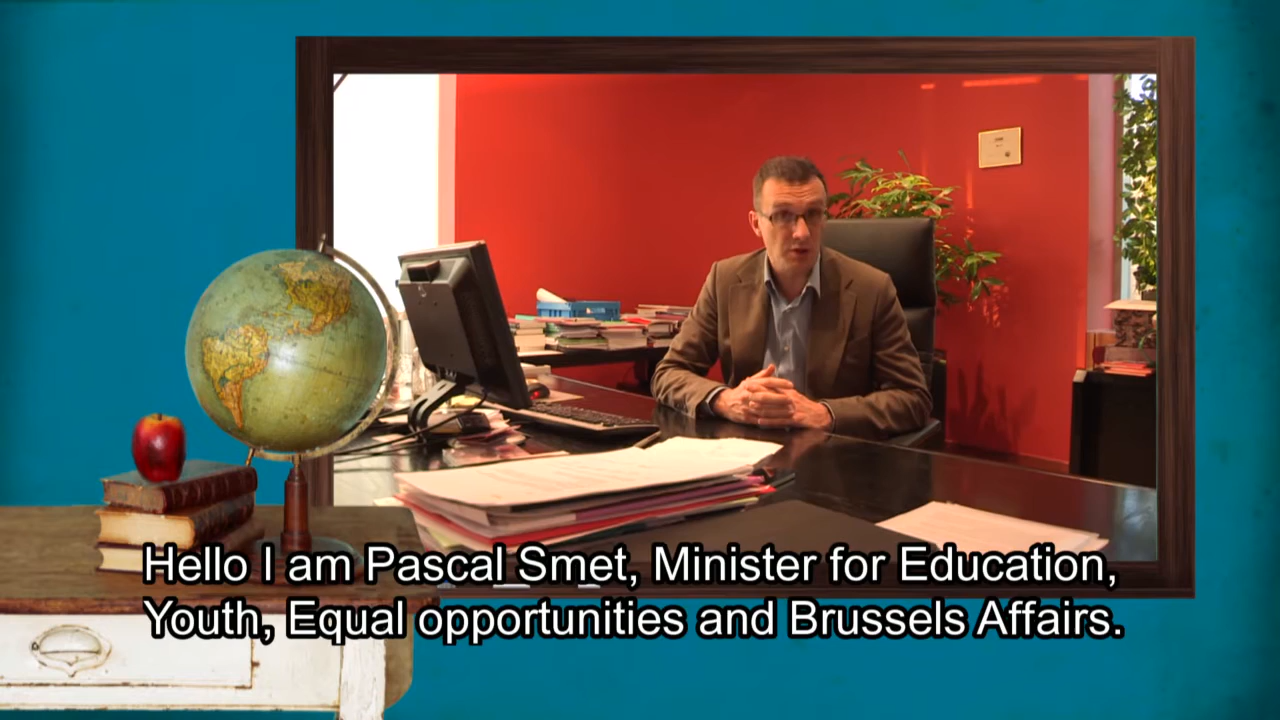 Hello I am Pascal Smet, Minister for Education,
Youth, Equal opportunities and Brussels Affairs.